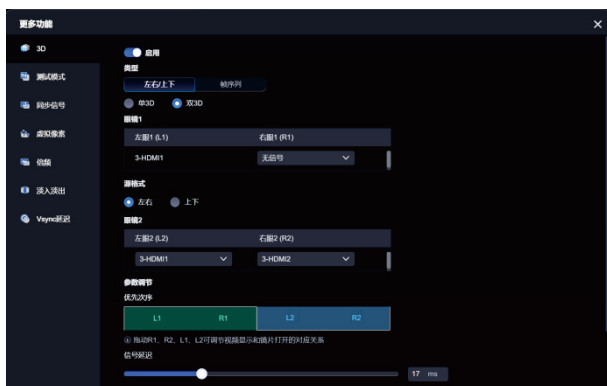 更多功能
3D
启用
类型
测试模式
左右/上下 帧序列
同步信号
单3D 双3D
眼镜1
虚拟像素
左眼1 (L1) 右眼1 (R1)
倍频
3-HDMI1 无信号
淡入淡出
源格式
左右 上下
Vsync延迟
眼镜2
左眼2 (L2) 右眼2 (R2)
3-HDMI1 3-HDMI2
参数调节
优先次序
L1 R1 L2 R2
拖动R1、R2、L1、L2可调节视频显示和镜片打开的对应关系
信号延迟
17 ms